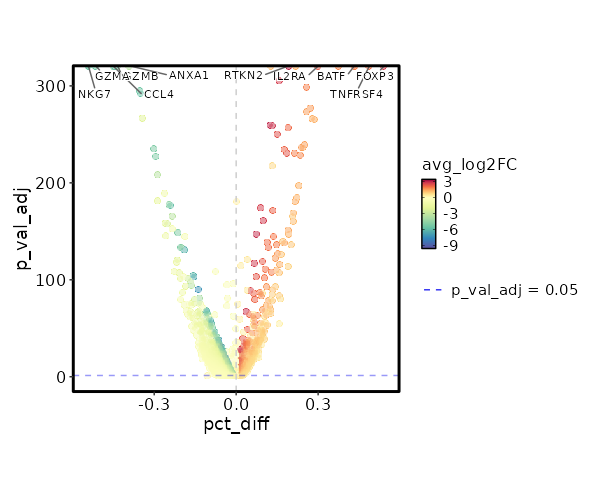 GZMA GZMB ANXA1 RTKN2 IL2RA BATF FOXP3
NKG7 CCL4 TNFRSF4
300
200
100
0
-0.3 0.0 0.3
pct_diff
p_val_adj
avg_log2FC
3
0
-3
-6
-9
p_val_adj = 0.05